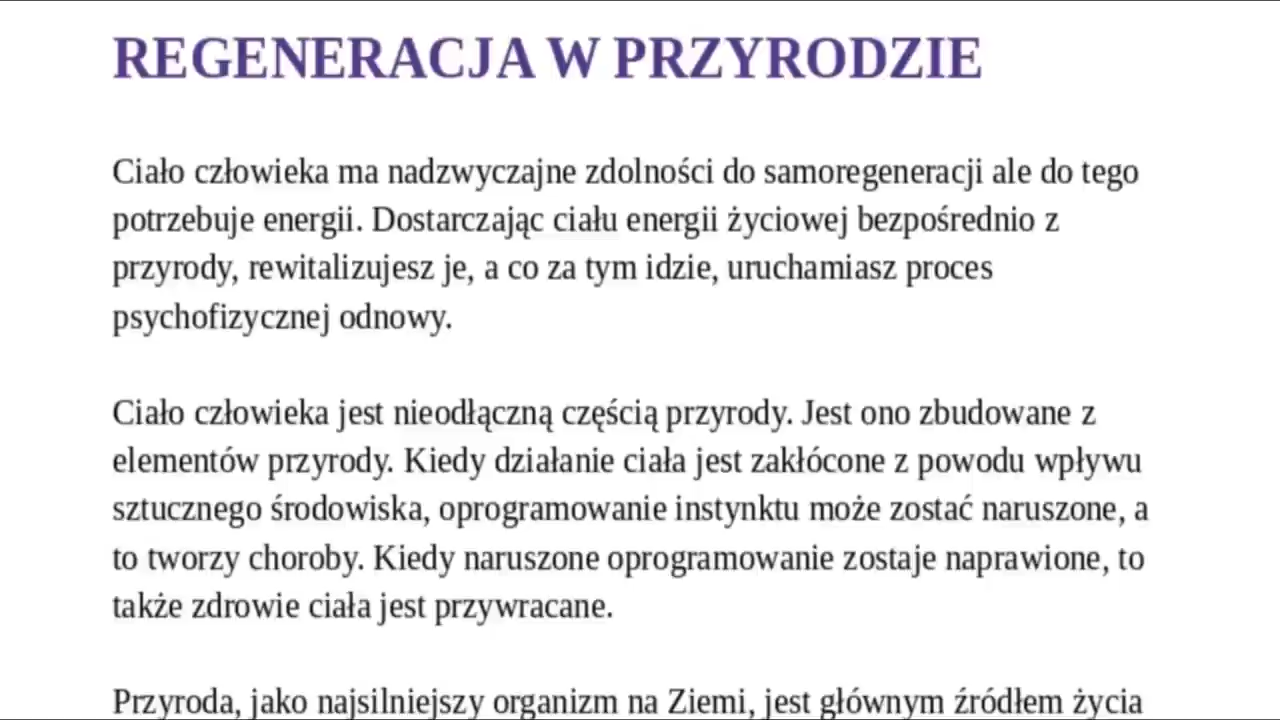 REGENERACJA W PRZYRODZIE
Ciało człowieka ma nadzwyczajne zdolności do samoregeneracji ale do tego
potrzebuje energii. Dostarczając ciału energii życiowej bezpośrednio z
przyrody, rewitalizujesz je, a co za tym idzie, uruchamiasz proces
psychofizycznej odnowy.
Ciało człowieka jest nieodłączną częścią przyrody. Jest ono zbudowane z
elementów przyrody. Kiedy działanie ciała jest zakłócone z powodu wpływu
sztucznego środowiska, oprogramowanie instynktu może zostać naruszone, a
to tworzy choroby. Kiedy naruszone oprogramowanie zostaje naprawione, to
także zdrowie ciała jest przywracane.
Przyroda, jako najsilniejszy organizm na Ziemi, jest głównym źródłem życia